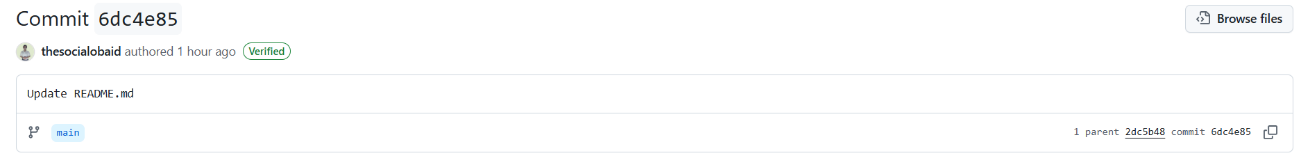 Commit 6dc4e85
Browse files
thesocialobaid authored 1 hour ago Verified
Update README.md
main
1 parent 2dc5b48 commit 6dc4e85